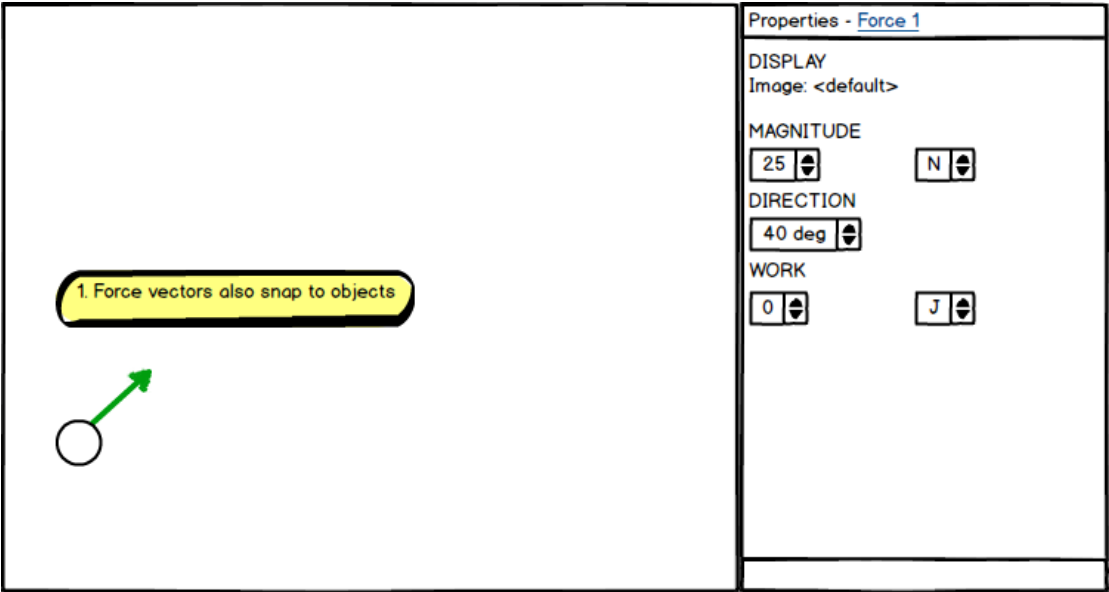 Properties - Force 1
DISPLAY
Image: <default>
MAGNITUDE
25 N
DIRECTION
40 deg
WORK
0 J
1. Force vectors also snap to objects